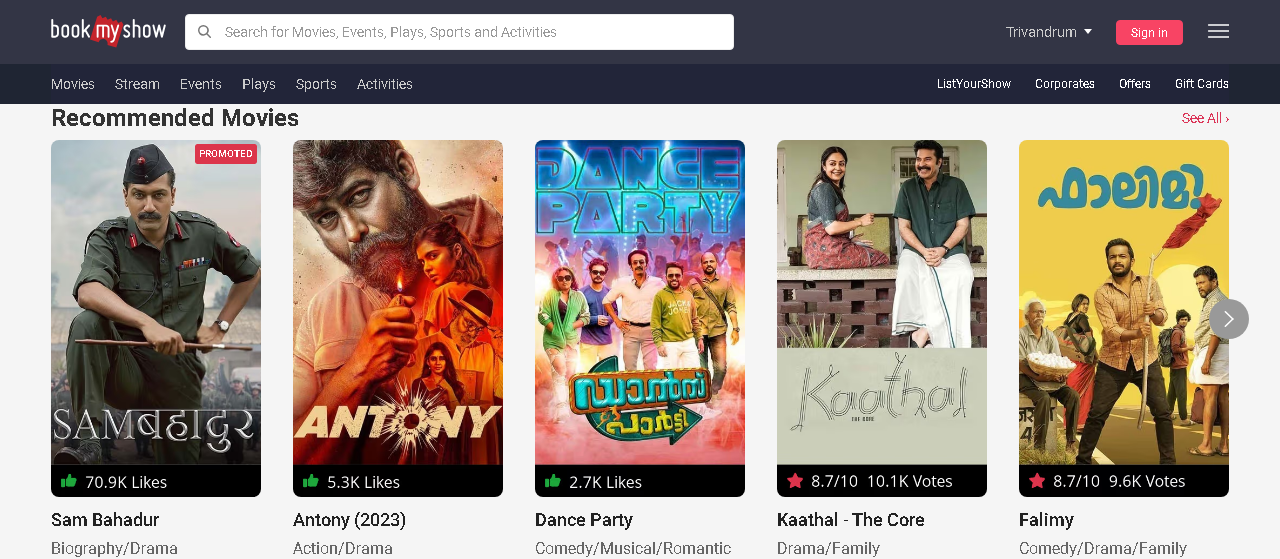 bookmyshow
Search for Movies, Events, Plays, Sports and Activities
Trivandrum
Sign in
Movies Stream Events Plays Sports Activities
ListYourShow Corporates Offers Gift Cards
Recommended Movies
See All ›
PROMOTED
SAMबहादुर
70.9K Likes
Sam Bahadur
Biography/Drama
ANTONY
5.3K Likes
Antony (2023)
Action/Drama
DANCE
PARTY
ഡാൻസ്
പാർട്ടി
2.7K Likes
Dance Party
Comedy/Musical/Romantic
Kaathal
THE CORE
8.7/10 10.1K Votes
Kaathal - The Core
Drama/Family
ഫാലിമി
8.7/10 9.6K Votes
Falimy
Comedy/Drama/Family